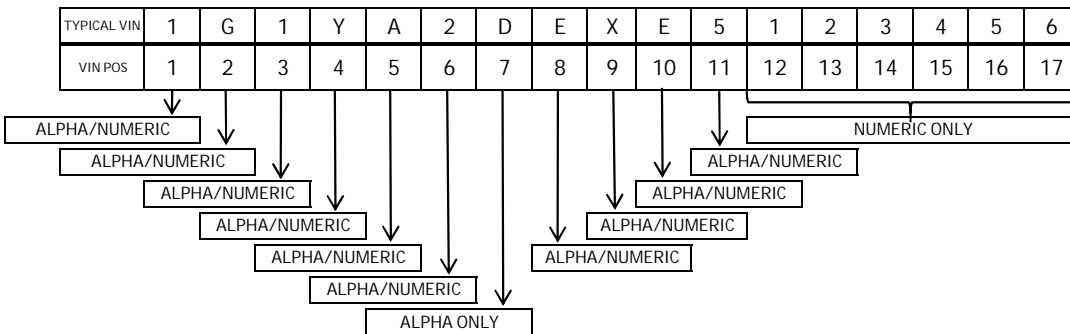 TYPICAL VIN 1 G 1 Y A 2 D E X E 5 1 2 3 4 5 6
VIN POS 1 2 3 4 5 6 7 8 9 10 11 12 13 14 15 16 17
ALPHA/NUMERIC NUMERIC ONLY
ALPHA/NUMERIC ALPHA/NUMERIC
ALPHA/NUMERIC ALPHA/NUMERIC
ALPHA/NUMERIC ALPHA/NUMERIC
ALPHA/NUMERIC ALPHA/NUMERIC
ALPHA/NUMERIC
ALPHA ONLY